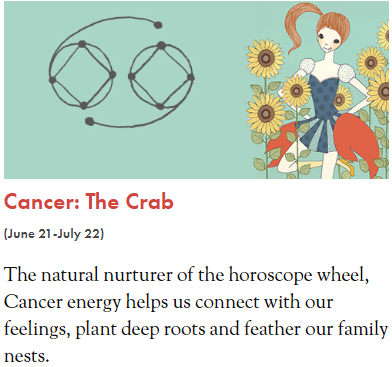 Cancer: The Crab
(June 21-July 22)
The natural nurturer of the horoscope wheel,
Cancer energy helps us connect with our
feelings, plant deep roots and feather our family
nests.